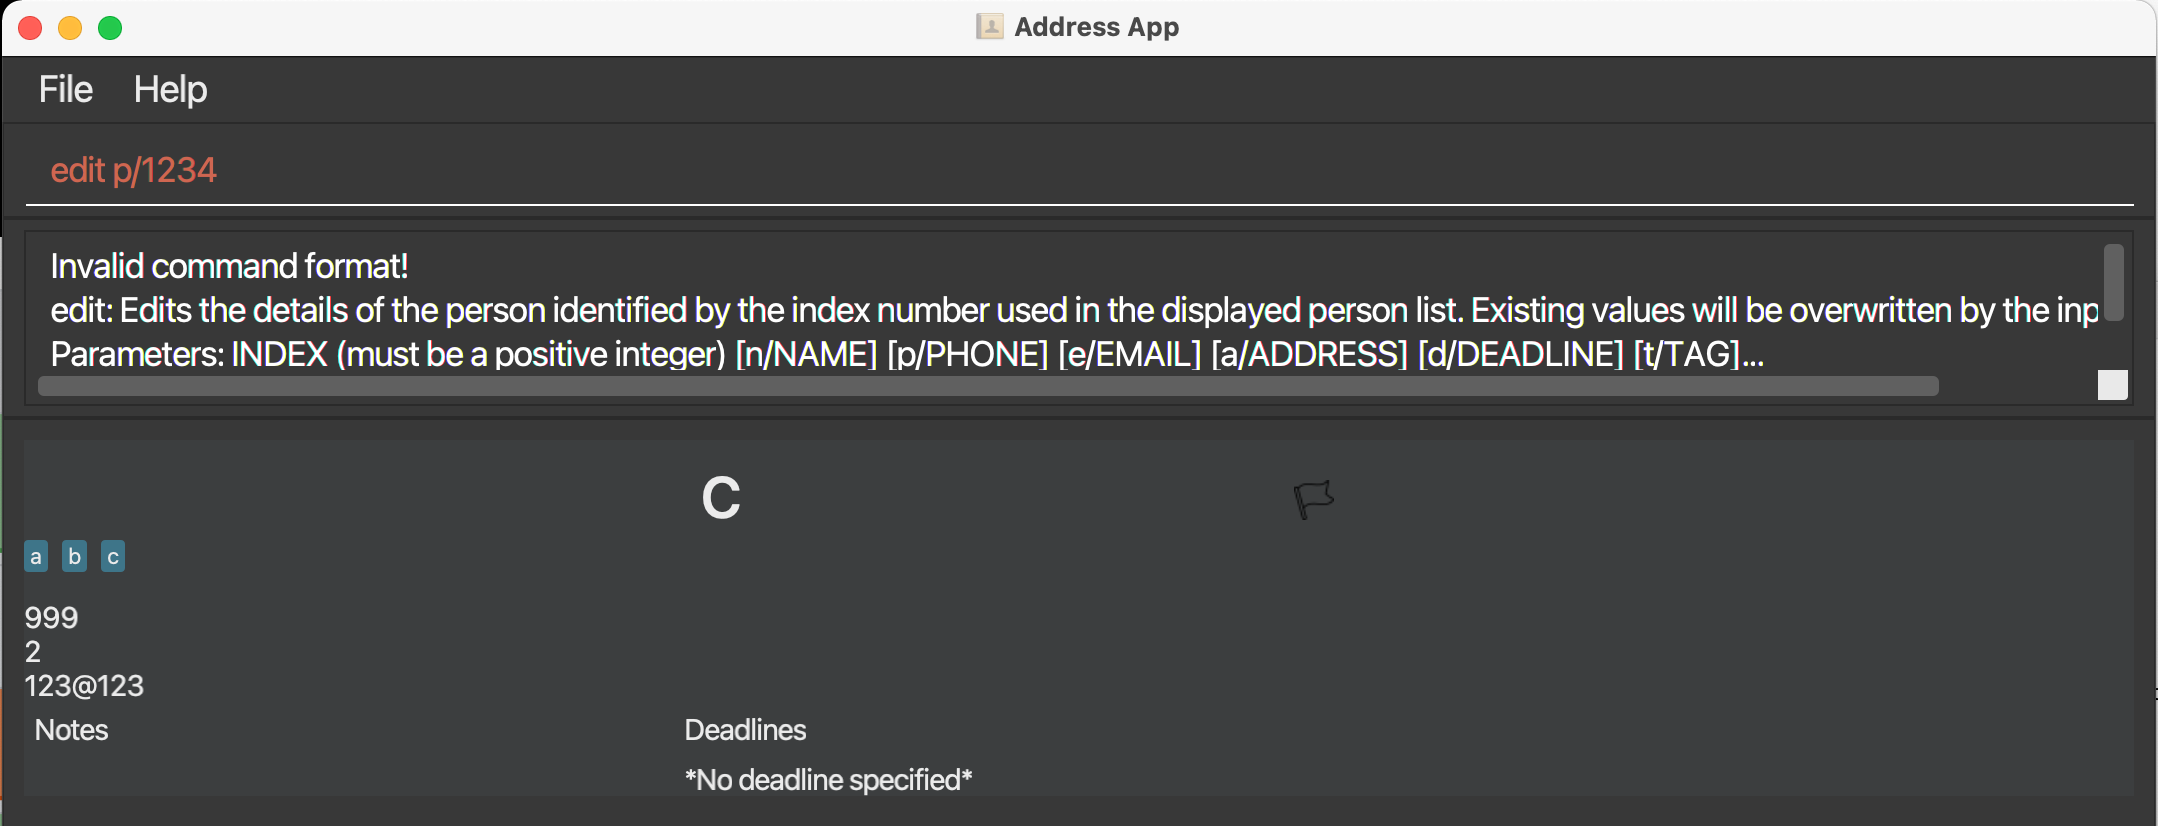 Address App
File Help
edit p/1234
Invalid command format!
edit: Edits the details of the person identified by the index number used in the displayed person list. Existing values will be overwritten by the
Parameters: INDEX (must be a positive integer) [n/NAME] [p/PHONE] [e/EMAIL] [a/ADDRESS] [d/DEADLINE] [t/TAG]...
C
a b c
999
2
123@123
Notes Deadlines
*No deadline specified*